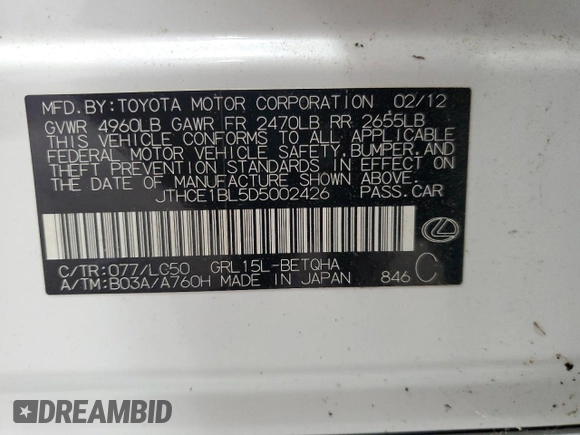 MFD. BY: TOYOTA MOTOR CORPORATION 02/12
GVWR 4960LB GAWR FR 2470LB RR 2655LB
THIS VEHICLE CONFORMS TO ALL APPLICABLE
FEDERAL MOTOR VEHICLE SAFETY, BUMPER, AND
THEFT PREVENTION STANDARDS IN EFFECT ON
THE DATE OF MANUFACTURE SHOWN ABOVE.
JTHCE1BL5D5002426 PASS. CAR
C/TR: 077/LC50 GRL15L-BETQHA
A/TM: B03A/A760H MADE IN JAPAN 846 C
DREAMBID